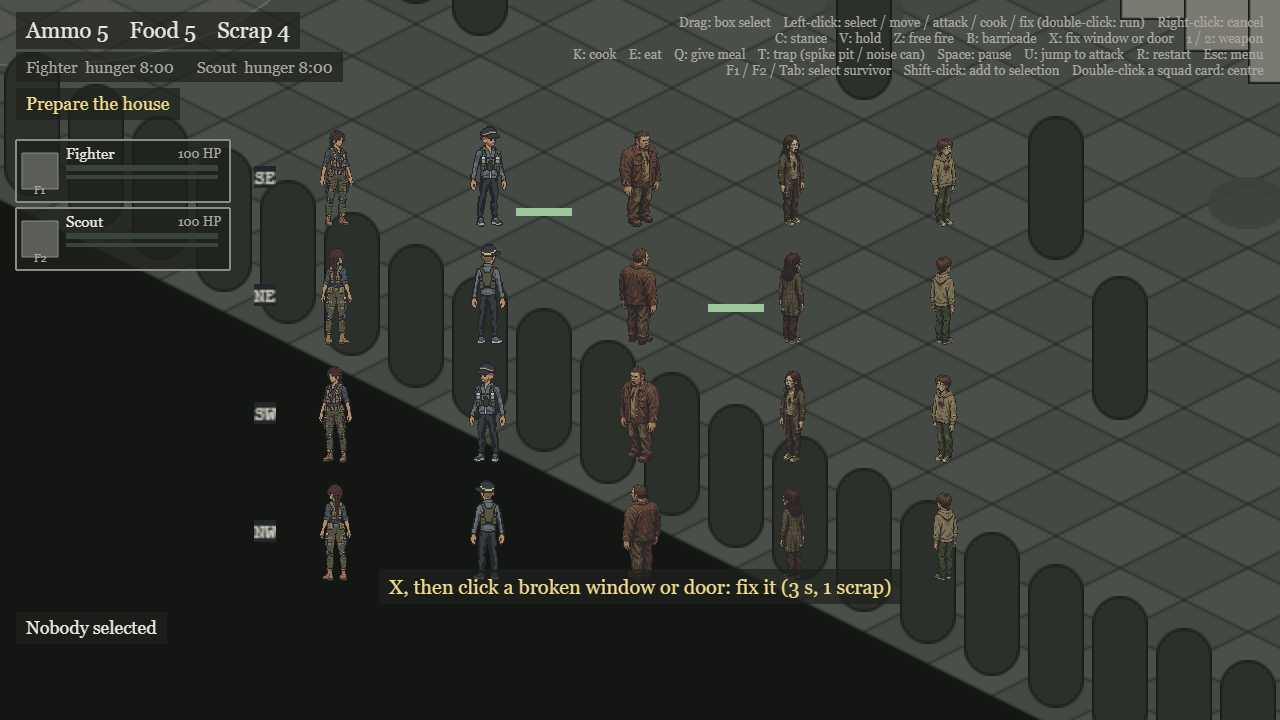 Ammo 5 Food 5 Scrap 4
Fighter hunger 8:00 Scout hunger 8:00
Prepare the house
Drag: box select Left-click: select / move / attack / cook / fix (double-click: run) Right-click: cancel
C: stance V: hold Z: free fire B: barricade X: fix window or door 1 / 2: weapon
K: cook E: eat Q: give meal T: trap (spike pit / noise can) Space: pause U: jump to attack R: restart Esc: menu
F1 / F2 / Tab: select survivor Shift-click: add to selection Double-click a squad card: centre
Fighter 100 HP
F1
Scout 100 HP
F2
SE
NE
SW
NW
X, then click a broken window or door: fix it (3 s, 1 scrap)
Nobody selected